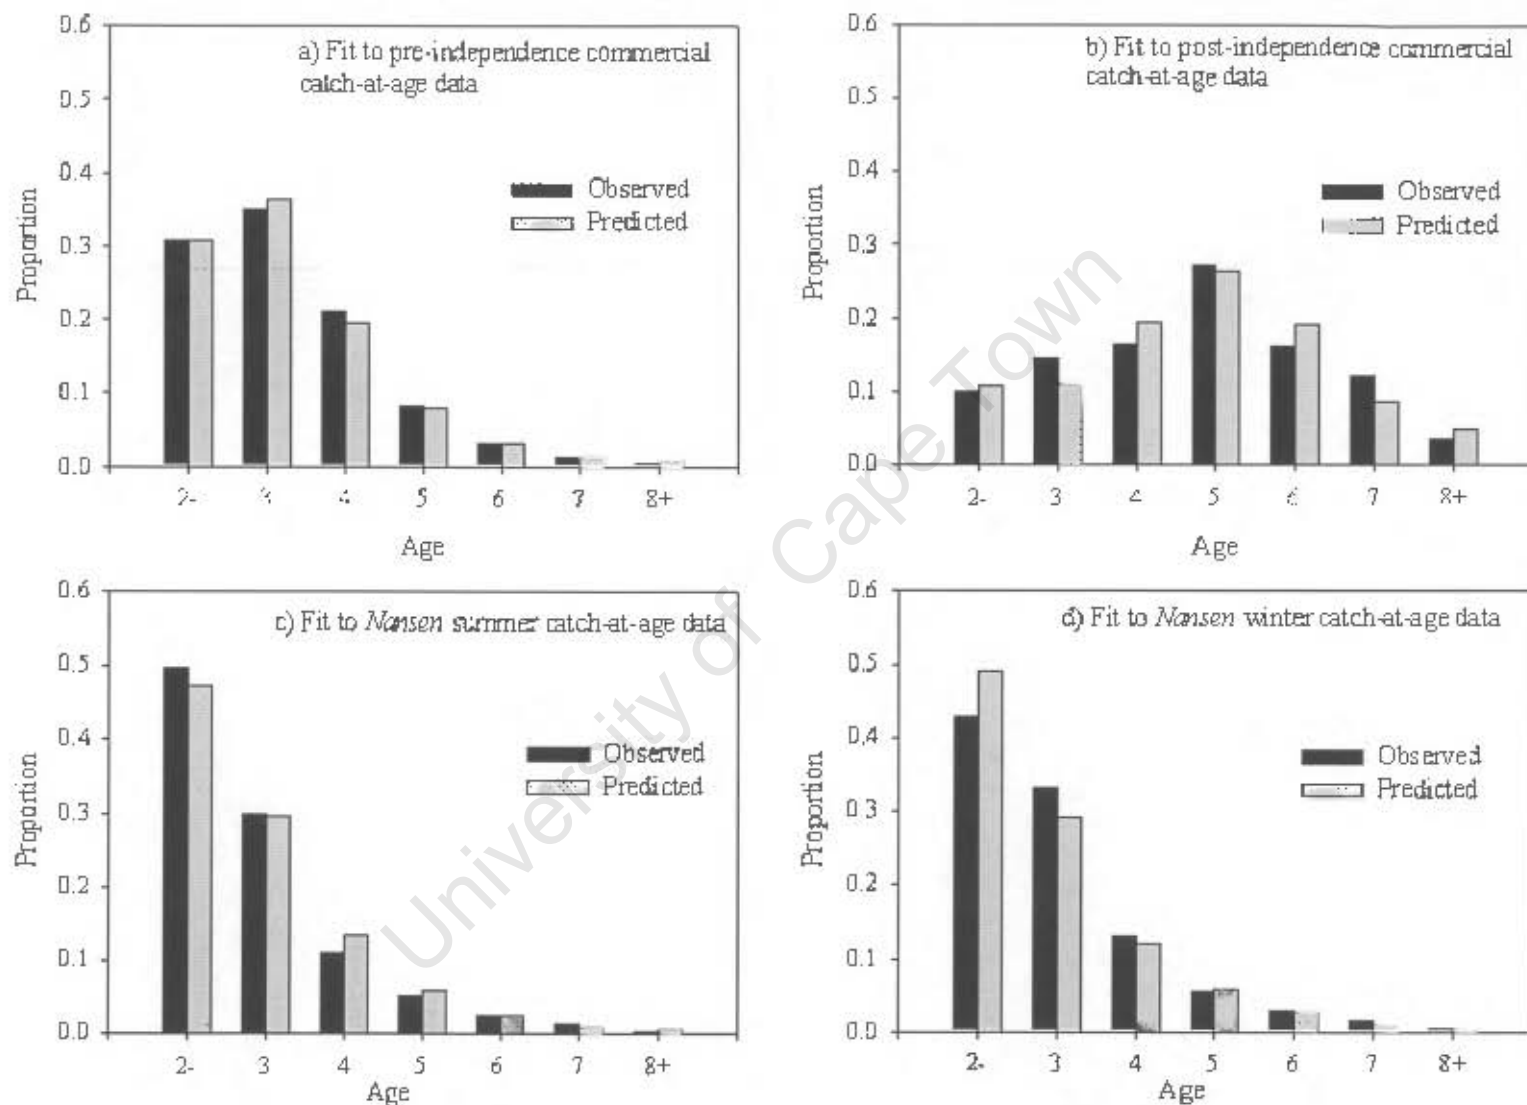 a) Fit to pre-independence commercial
catch-at-age data
0.6
0.5
0.4
0.3
0.2
0.1
0.0
Proportion
Observed
Predicted
2- 3 4 5 6 7 8+
Age
b) Fit to post-independence commercial
catch-at-age data
0.6
0.5
0.4
0.3
0.2
0.1
0.0
Proportion
Observed
Predicted
2- 3 4 5 6 7 8+
Age
c) Fit to Nansen summer catch-at-age data
0.6
0.5
0.4
0.3
0.2
0.1
0.0
Proportion
Observed
Predicted
2- 3 4 5 6 7 8+
Age
d) Fit to Nansen winter catch-at-age data
0.6
0.5
0.4
0.3
0.2
0.1
0.0
Proportion
Observed
Predicted
2- 3 4 5 6 7 8+
Age
University of Cape Town